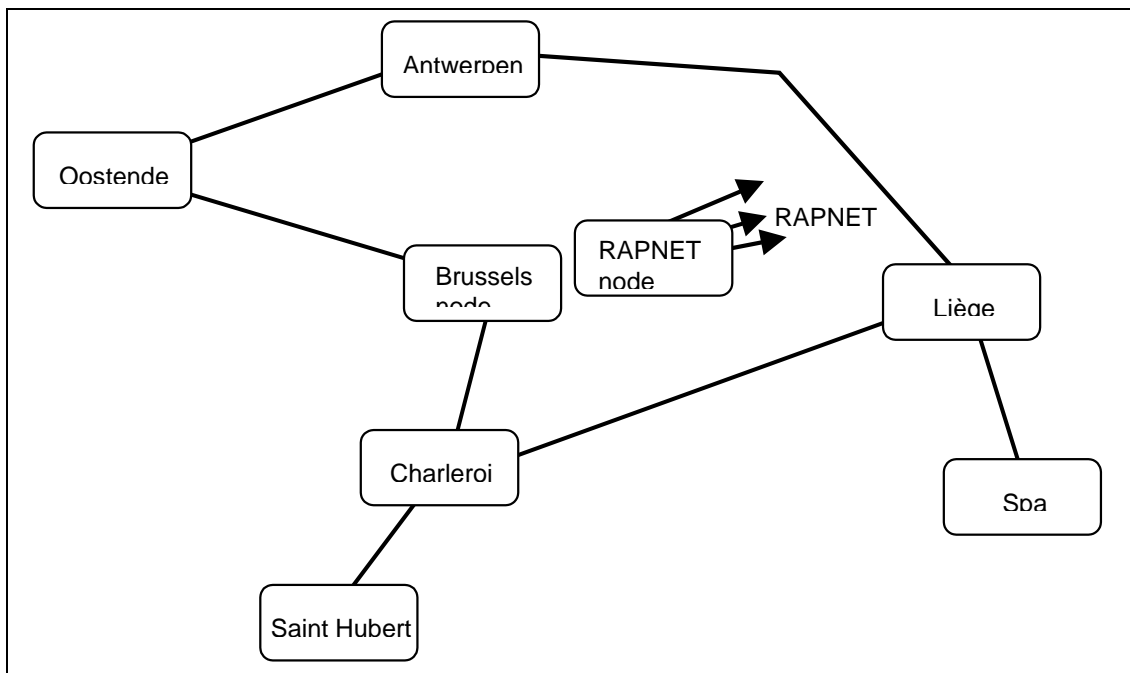 Antwerpen
Oostende
RAPNET
RAPNET
node
Brussels
node
Liège
Charleroi
Spa
Saint Hubert